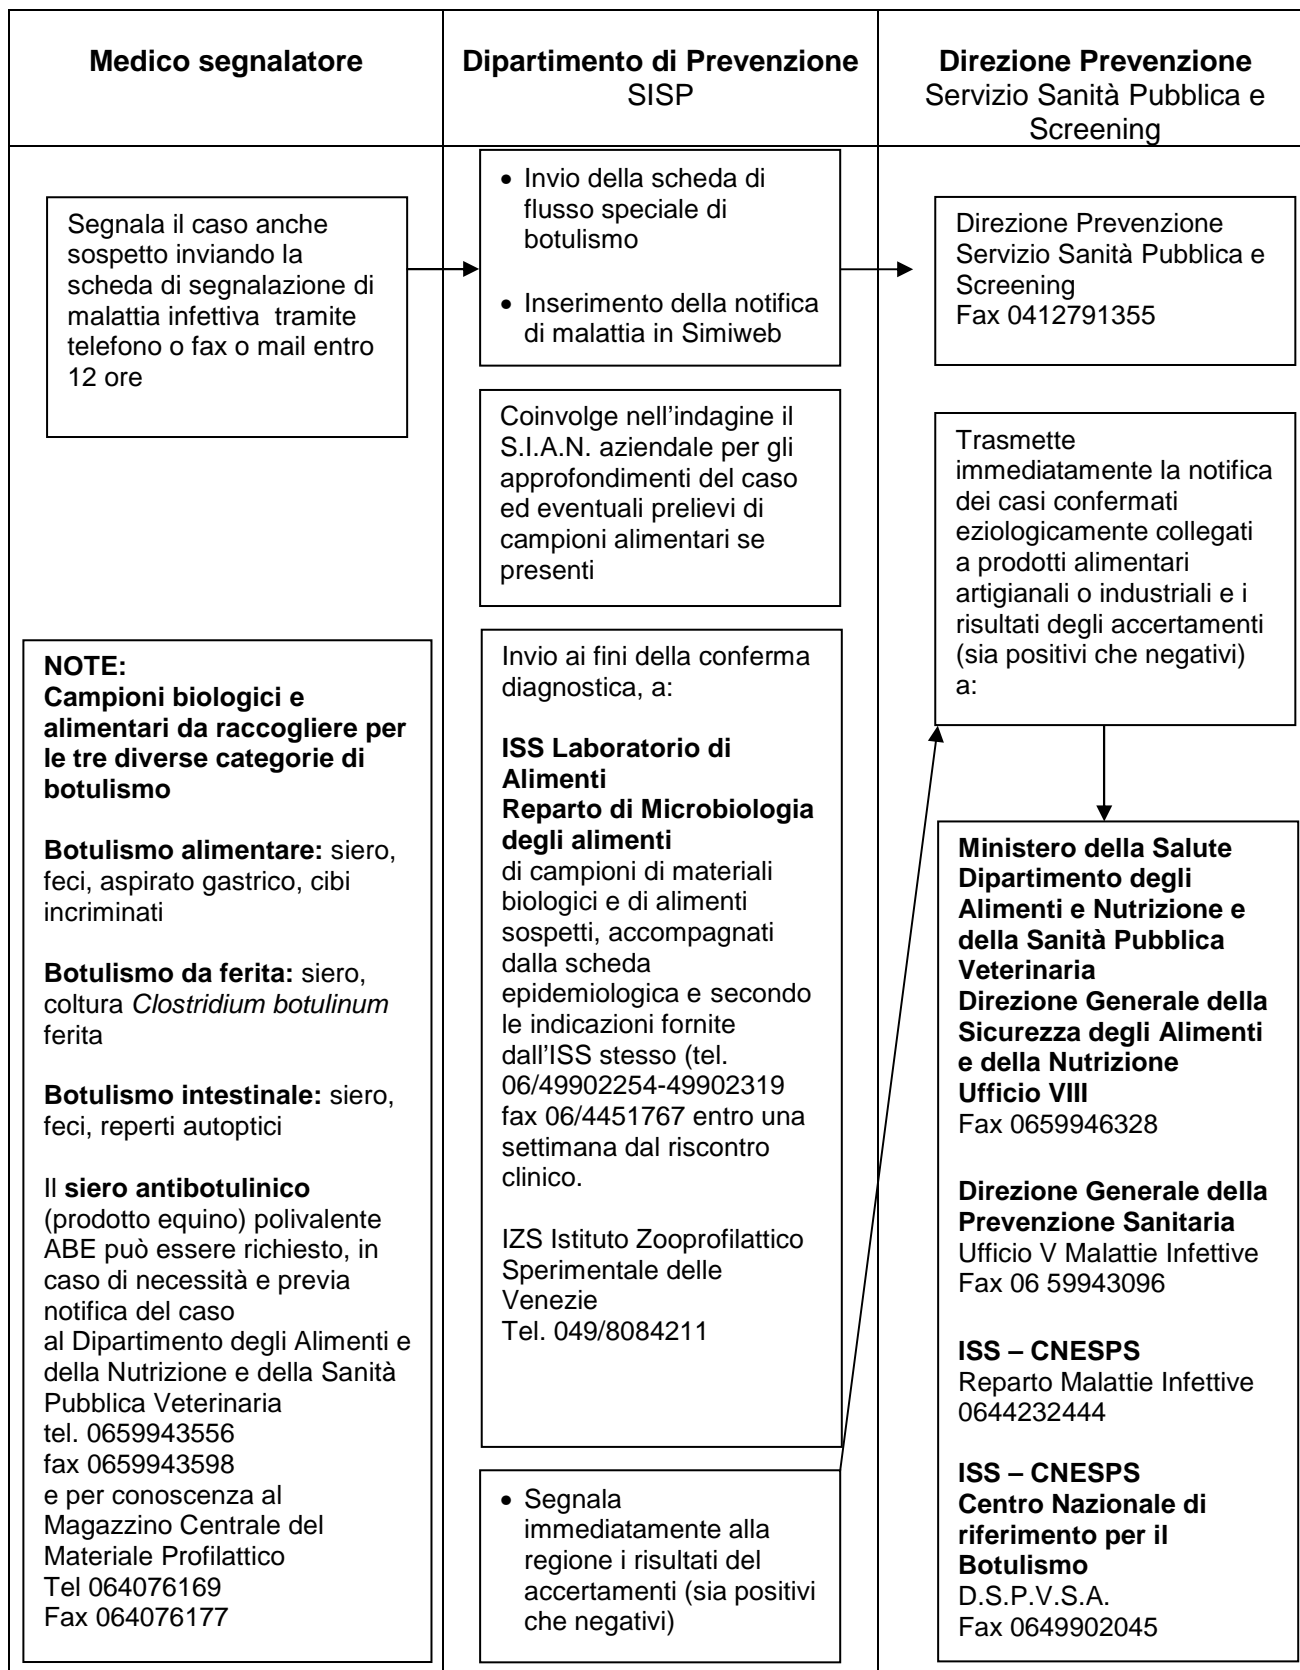 Medico segnalatore
Dipartimento di Prevenzione
SISP
Direzione Prevenzione
Servizio Sanità Pubblica e
Screening
Segnala il caso anche
sospetto inviando la
scheda di segnalazione di
malattia infettiva tramite
telefono o fax o mail entro
12 ore
NOTE:
Campioni biologici e
alimentari da raccogliere per
le tre diverse categorie di
botulismo
Botulismo alimentare: siero,
feci, aspirato gastrico, cibi
incriminati
Botulismo da ferita: siero,
coltura Clostridium botulinum
ferita
Botulismo intestinale: siero,
feci, reperti autoptici
Il siero antibotulinico
(prodotto equino) polivalente
ABE può essere richiesto, in
caso di necessità e previa
notifica del caso
al Dipartimento degli Alimenti e
della Nutrizione e della Sanità
Pubblica Veterinaria
tel. 0659943556
fax 0659943598
e per conoscenza al
Magazzino Centrale del
Materiale Profilattico
Tel 064076169
Fax 064076177
• Invio della scheda di
flusso speciale di
botulismo
• Inserimento della notifica
di malattia in Simiweb
Coinvolge nell’indagine il
S.I.A.N. aziendale per gli
approfondimenti del caso
ed eventuali prelievi di
campioni alimentari se
presenti
Invio ai fini della conferma
diagnostica, a:
ISS Laboratorio di
Alimenti
Reparto di Microbiologia
degli alimenti
di campioni di materiali
biologici e di alimenti
sospetti, accompagnati
dalla scheda
epidemiologica e secondo
le indicazioni fornite
dall’ISS stesso (tel.
06/49902254-49902319
fax 06/4451767 entro una
settimana dal riscontro
clinico.
IZS Istituto Zooprofilattico
Sperimentale delle
Venezie
Tel. 049/8084211
• Segnala
immediatamente alla
regione i risultati del
accertamenti (sia positivi
che negativi)
Direzione Prevenzione
Servizio Sanità Pubblica e
Screening
Fax 0412791355
Trasmette
immediatamente la notifica
dei casi confermati
eziologicamente collegati
a prodotti alimentari
artigianali o industriali e i
risultati degli accertamenti
(sia positivi che negativi)
a:
Ministero della Salute
Dipartimento degli
Alimenti e Nutrizione e
della Sanità Pubblica
Veterinaria
Direzione Generale della
Sicurezza degli Alimenti
e della Nutrizione
Ufficio VIII
Fax 0659946328
Direzione Generale della
Prevenzione Sanitaria
Ufficio V Malattie Infettive
Fax 06 59943096
ISS – CNESPS
Reparto Malattie Infettive
0644232444
ISS – CNESPS
Centro Nazionale di
riferimento per il
Botulismo
D.S.P.V.S.A.
Fax 0649902045